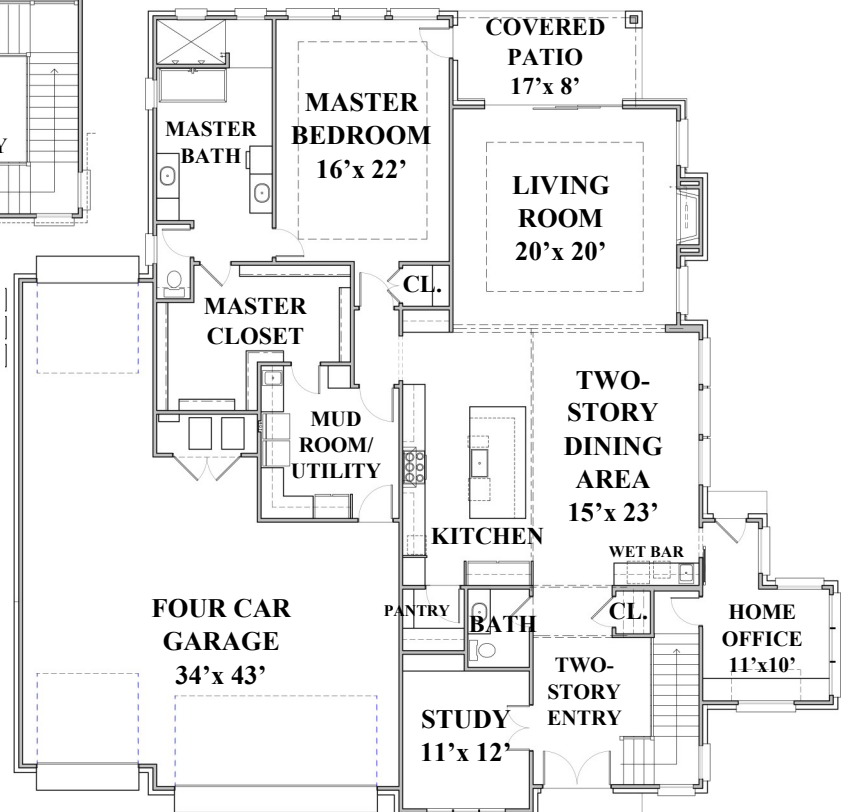 COVERED
PATIO
17'x 8'
MASTER
BEDROOM
16'x 22'
MASTER
BATH
Y
LIVING
ROOM
20'x 20'
CL.
MASTER
CLOSET
TWO-
STORY
DINING
AREA
15'x 23'
MUD
ROOM/
UTILITY
KITCHEN
WET BAR
FOUR CAR
GARAGE
34'x 43'
PANTRY
BATH
CL.
HOME
OFFICE
11'x10'
TWO-
STORY
ENTRY
STUDY
11'x 12'